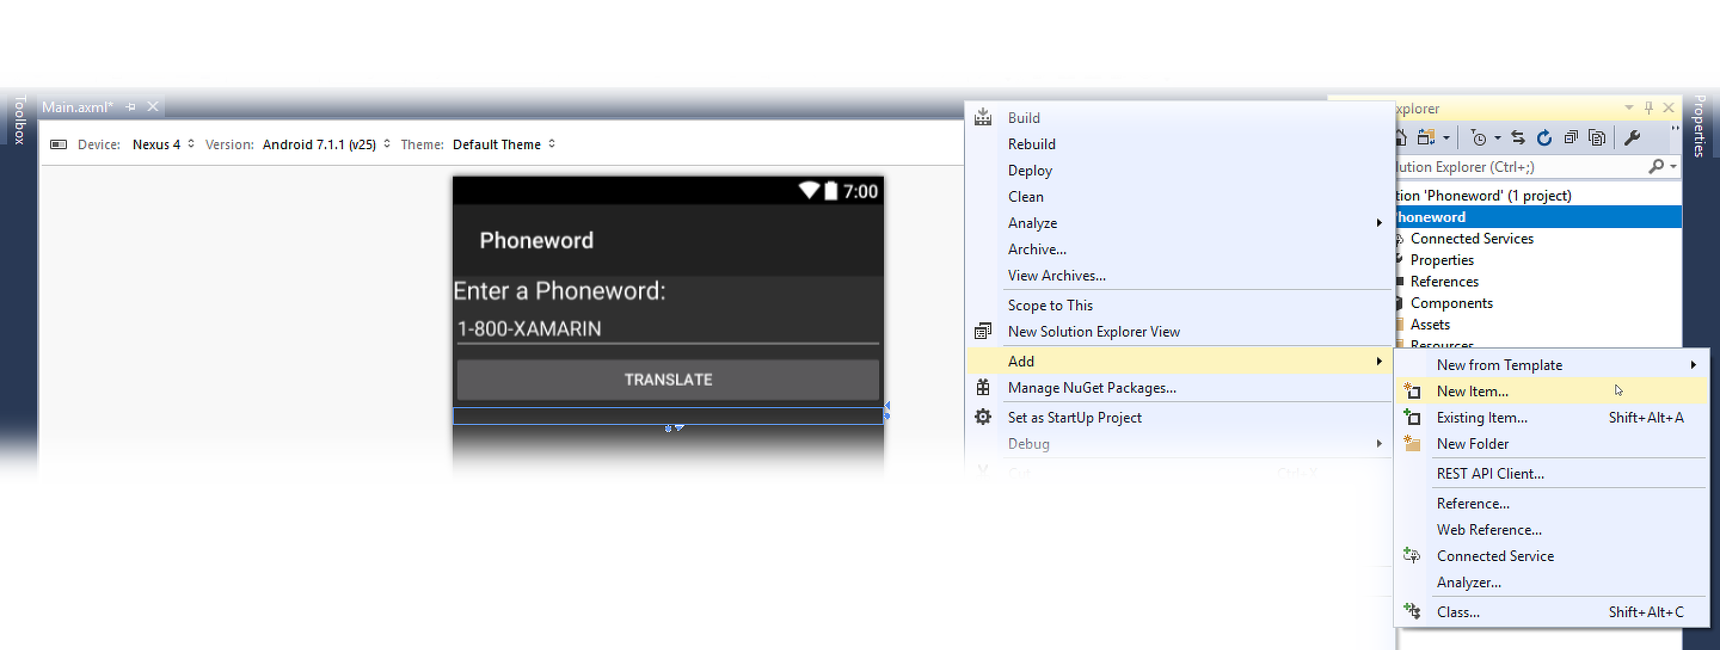 Toolbox
Main.axml*
Device: Nexus 4 Version: Android 7.1.1 (v25) Theme: Default Theme
7:00
Phoneword
Enter a Phoneword:
1-800-XAMARIN
TRANSLATE
Build
Rebuild
Deploy
Clean
Analyze
Archive...
View Archives...
Scope to This
New Solution Explorer View
Add
Manage NuGet Packages...
Set as StartUp Project
Debug
Cut Ctrl+X
xplorer
lution Explorer (Ctrl+;)
tion 'Phoneword' (1 project)
honeword
Connected Services
Properties
References
Components
Assets
Resources
New from Template
New Item...
Existing Item... Shift+Alt+A
New Folder
REST API Client...
Reference...
Web Reference...
Connected Service
Analyzer...
Class... Shift+Alt+C
Properties